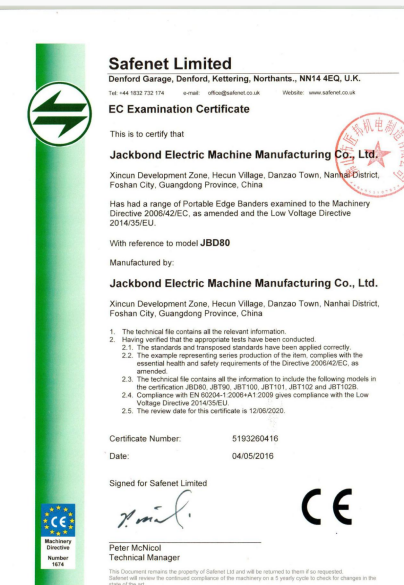 Safenet Limited
Denford Garage, Denford, Kettering, Northants., NN14 4EQ, U.K.
Tel: +44 1832 732 174 e-mail: office@safenet.co.uk Website: www.safenet.co.uk
EC Examination Certificate
This is to certify that
Jackbond Electric Machine Manufacturing Co., Ltd.
Xincun Development Zone, Hecun Village, Danzao Town, Nanhai District,
Foshan City, Guangdong Province, China
Has had a range of Portable Edge Banders examined to the Machinery
Directive 2006/42/EC, as amended and the Low Voltage Directive
2014/35/EU.
With reference to model JBD80
Manufactured by:
Jackbond Electric Machine Manufacturing Co., Ltd.
Xincun Development Zone, Hecun Village, Danzao Town, Nanhai District,
Foshan City, Guangdong Province, China
1. The technical file contains all the relevant information.
2. Having verified that the appropriate tests have been conducted.
2.1. The standards and transposed standards have been applied correctly.
2.2. The example representing series production of the item, complies with the
essential health and safety requirements of the Directive 2006/42/EC, as
amended.
2.3. The technical file contains all the information to include the following models in
the certification JBD80, JBT90, JBT100, JBT101, JBT102 and JBT102B.
2.4. Compliance with EN 60204-1:2006+A1:2009 gives compliance with the Low
Voltage Directive 2014/35/EU.
2.5. The review date for this certificate is 12/06/2020.
Certificate Number: 5193260416
Date: 04/05/2016
Signed for Safenet Limited
CE
CE
Machinery
Directive
Number
1674
Peter McNicol
Technical Manager
This Document remains the property of Safenet Ltd and will be returned to them if so requested.
Safenet will review the continued compliance of the machinery on a 5 yearly cycle to check for changes in the
state of the art.